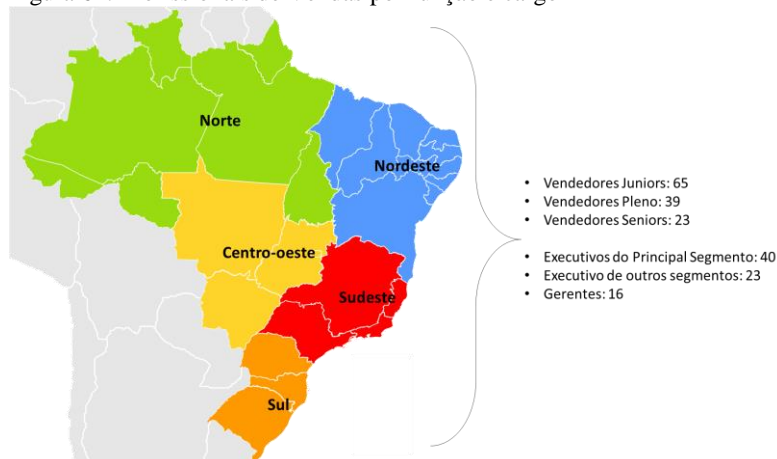 Norte
Nordeste
Centro-oeste
Sudeste
Sul
• Vendedores Juniors: 65
• Vendedores Pleno: 39
• Vendedores Seniors: 23
• Executivos do Principal Segmento: 40
• Executivo de outros segmentos: 23
• Gerentes: 16